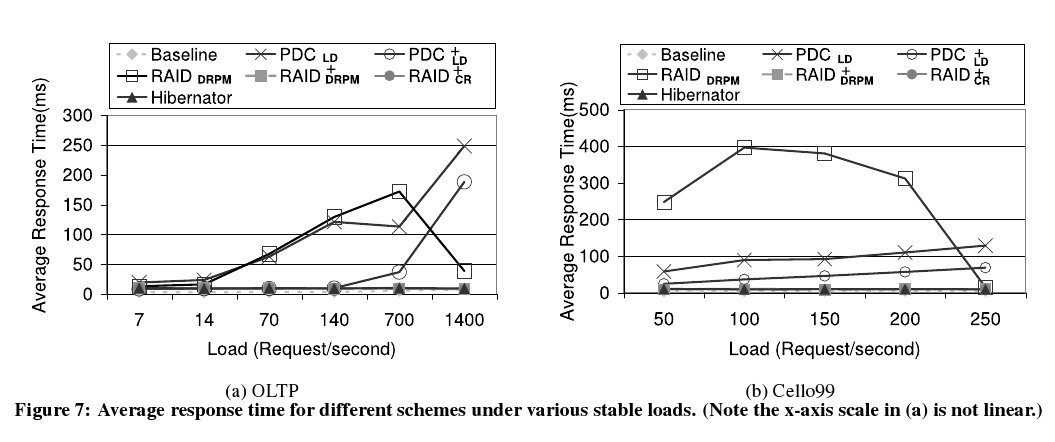 Baseline PDC LD PDC + LD
RAID DRPM RAID + DRPM RAID + CR
Hibernator
Average Response Time(ms)
300
250
200
150
100
50
0
7 14 70 140 700 1400
Load (Request/second)
(a) OLTP
Baseline PDC LD PDC + LD
RAID DRPM RAID + DRPM RAID + CR
Hibernator
Average Response Time(ms)
500
400
300
200
100
0
50 100 150 200 250
Load (Request/second)
(b) Cello99
Figure 7: Average response time for different schemes under various stable loads. (Note the x-axis scale in (a) is not linear.)